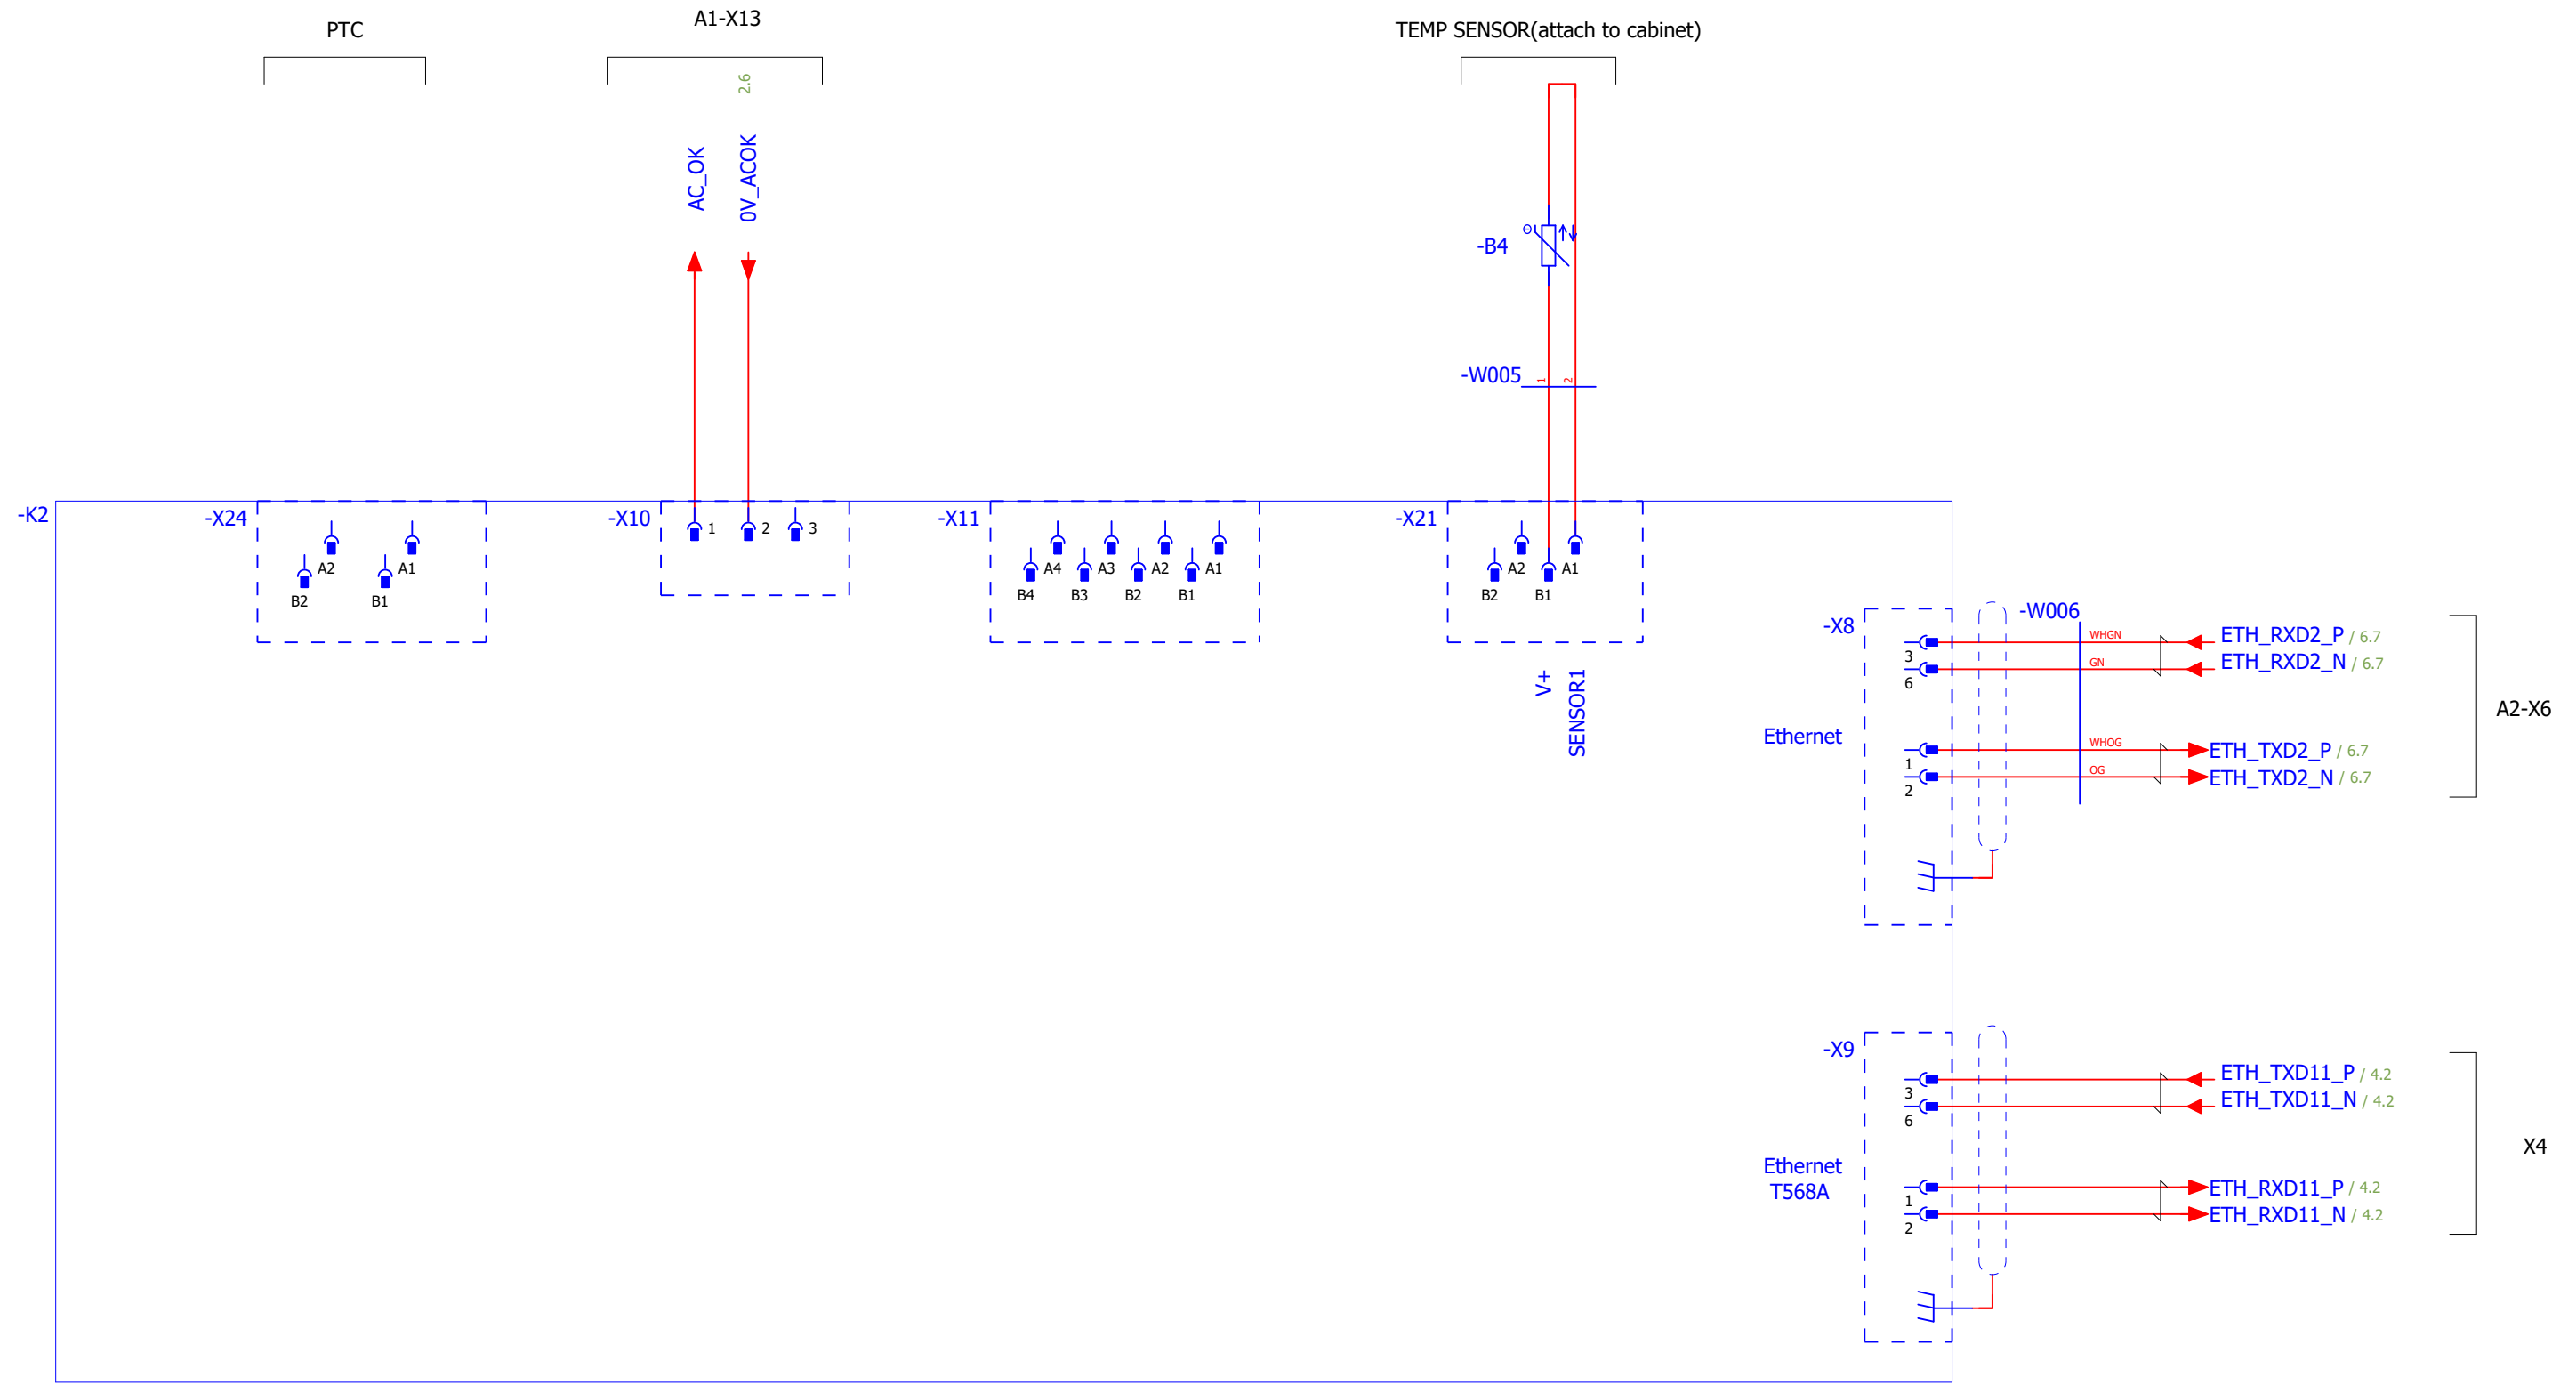 PTC
A1-X13
TEMP SENSOR(attach to cabinet)
2.6
AC_OK
0V_ACOK
-B4
Θ
-W005
1
2
-K2
-X24
A2
A1
B2
B1
-X10
1
2
3
-X11
A4
A3
A2
A1
B4
B3
B2
B1
-X21
A2
A1
B2
B1
V+
SENSOR1
-X8
-W006
3
WHGN
ETH_RXD2_P / 6.7
6
GN
ETH_RXD2_N / 6.7
A2-X6
Ethernet
1
WHOG
ETH_TXD2_P / 6.7
2
OG
ETH_TXD2_N / 6.7
-X9
3
ETH_TXD11_P / 4.2
6
ETH_TXD11_N / 4.2
X4
Ethernet
T568A
1
ETH_RXD11_P / 4.2
2
ETH_RXD11_N / 4.2